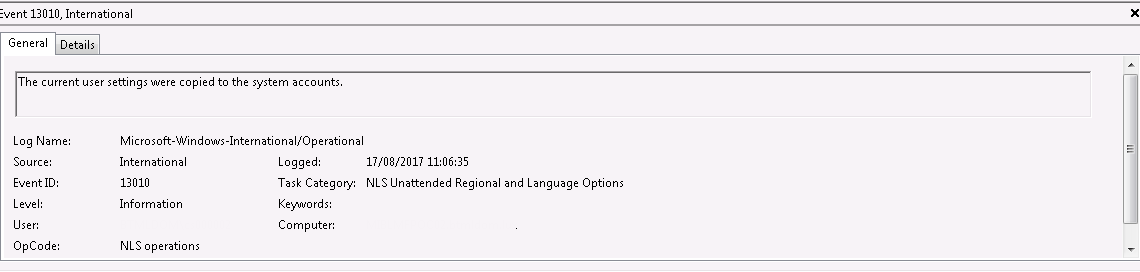 Event 13010, International
General Details
The current user settings were copied to the system accounts.
Log Name: Microsoft-Windows-International/Operational
Source: International Logged: 17/08/2017 11:06:35
Event ID: 13010 Task Category: NLS Unattended Regional and Language Options
Level: Information Keywords:
User: Computer: .
OpCode: NLS operations